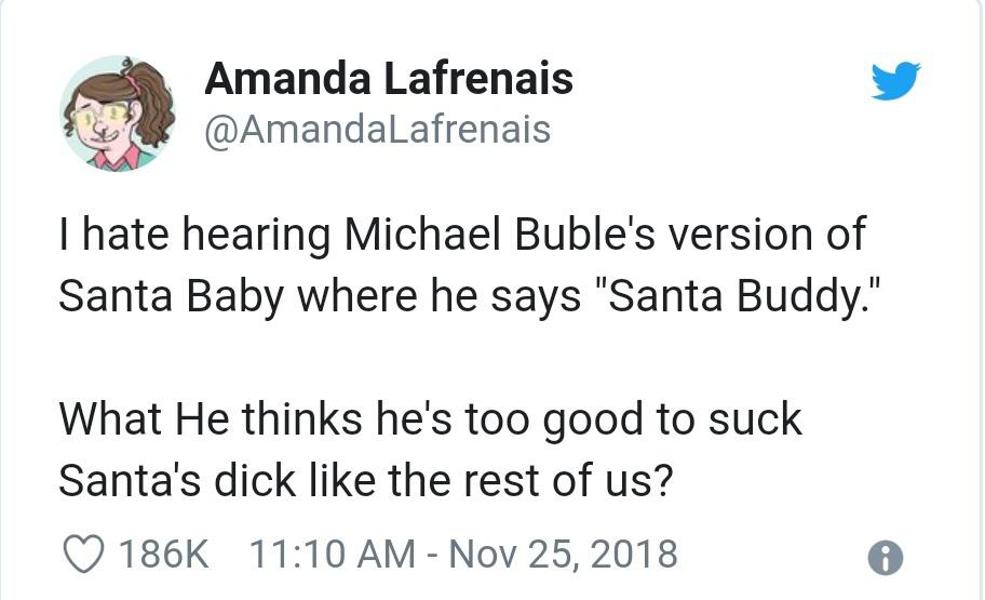 Amanda Lafrenais
@AmandaLafrenais
I hate hearing Michael Buble's version of
Santa Baby where he says "Santa Buddy."
What He thinks he's too good to suck
Santa's dick like the rest of us?
186K 11:10 AM - Nov 25, 2018